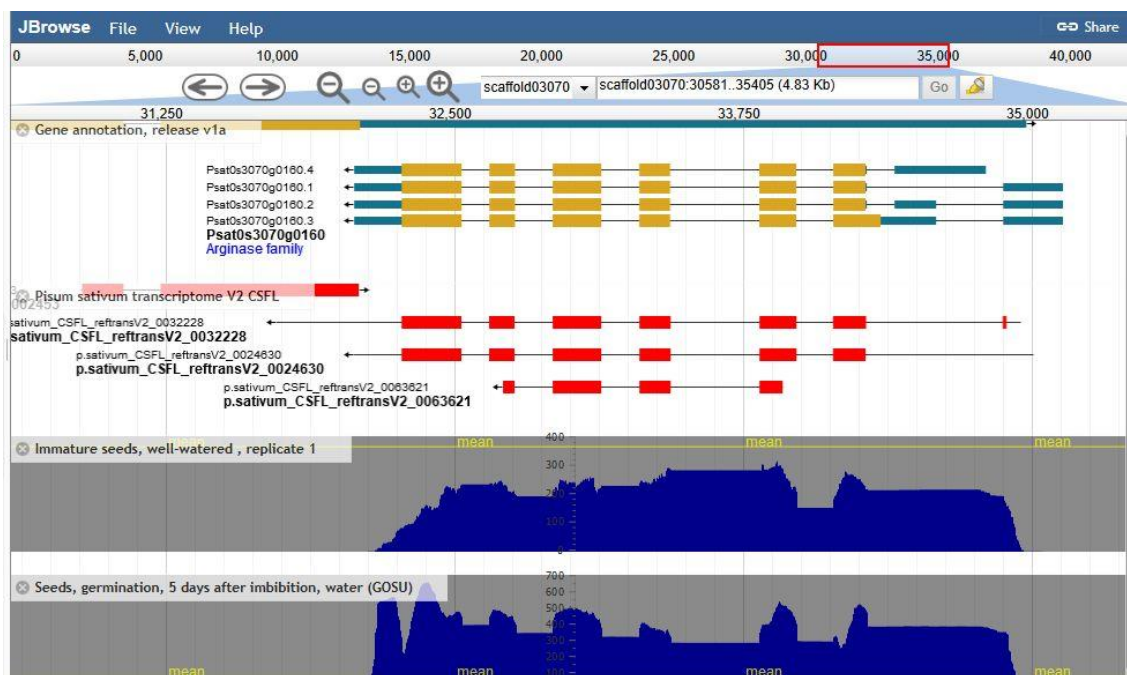 JBrowse File View Help Share
0 5,000 10,000 15,000 20,000 25,000 30,000 35,000 40,000
scaffold03070 scaffold03070:30581..35405 (4.83 Kb) Go
31,250 32,500 33,750 35,000
Gene annotation, release v1a
Psat0s3070g0160.4
Psat0s3070g0160.1
Psat0s3070g0160.2
Psat0s3070g0160.3
Psat0s3070g0160
Arginase family
Pisum sativum transcriptome V2 CSFL
002453
sativum_CSFL_reftransV2_0032228
.sativum_CSFL_reftransV2_0032228
p.sativum_CSFL_reftransV2_0024630
p.sativum_CSFL_reftransV2_0024630
p.sativum_CSFL_reftransV2_0063621
p.sativum_CSFL_reftransV2_0063621
400
mean mean mean
Immature seeds, well-watered , replicate 1
300
200
100
0
700
Seeds, germination, 5 days after imbibition, water (GOSU)
600
500
400
300
200
mean mean mean mean
100